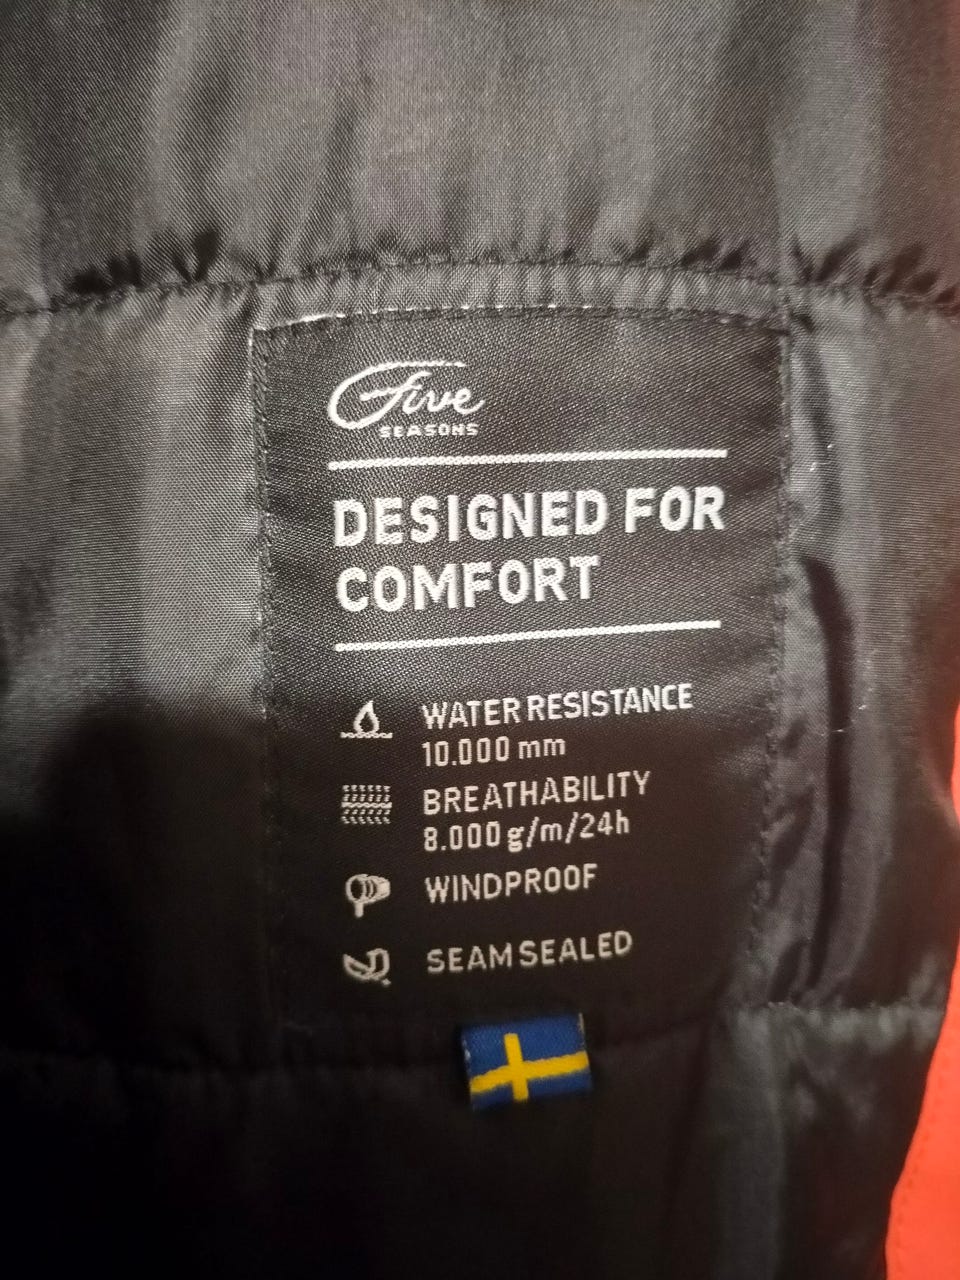 Five
SEASONS
DESIGNED FOR
COMFORT
WATER RESISTANCE
10.000 mm
BREATHABILITY
8.000 g/m/24h
WINDPROOF
SEAM SEALED